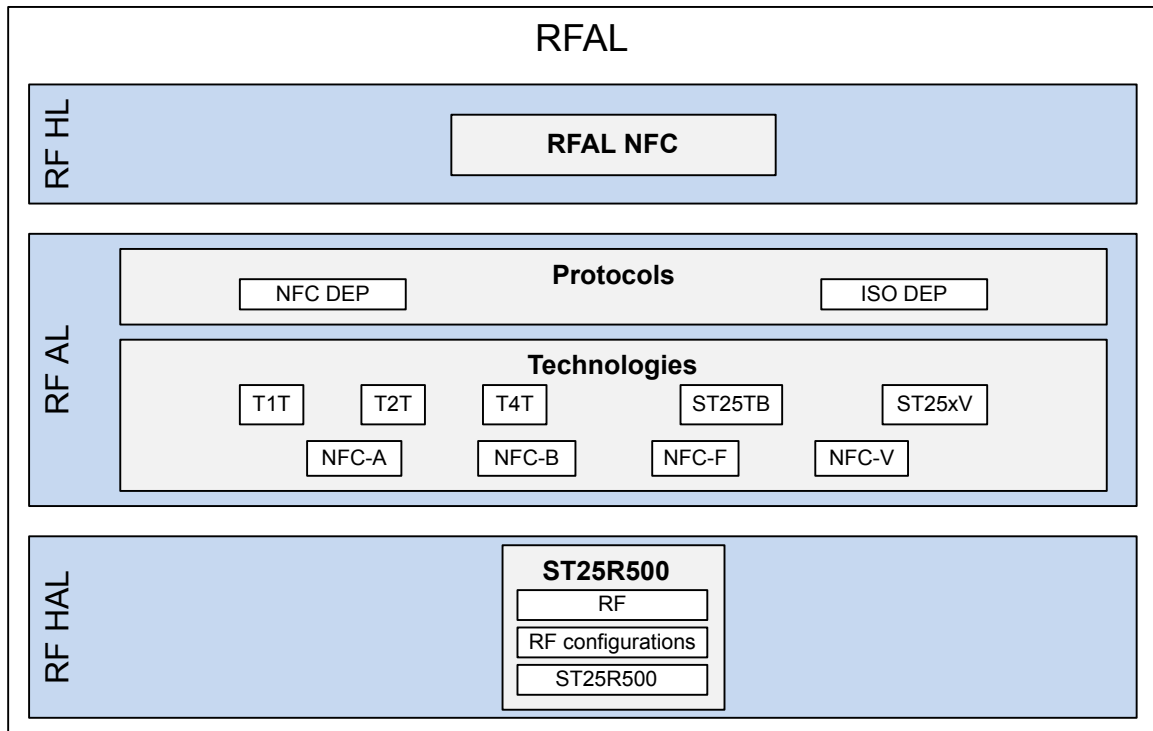 RFAL
RF HL
RFAL NFC
RF AL
Protocols
NFC DEP
ISO DEP
Technologies
T1T
T2T
T4T
ST25TB
ST25xV
NFC-A
NFC-B
NFC-F
NFC-V
RF HAL
ST25R500
RF
RF configurations
ST25R500